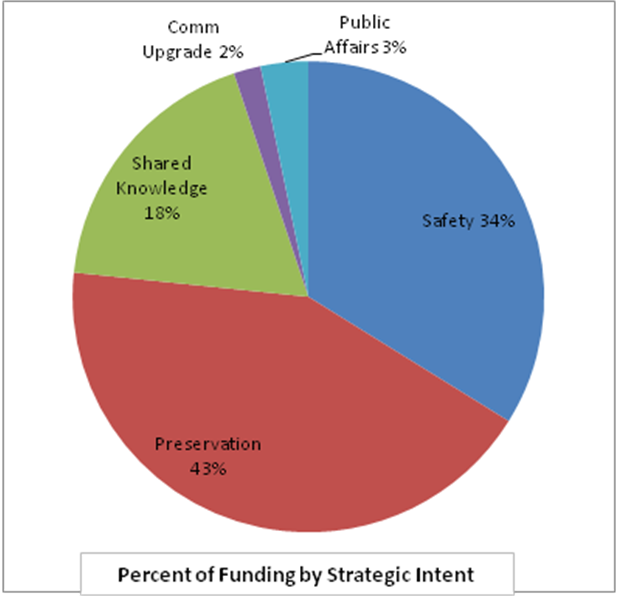 Comm
Upgrade 2%
Public
Affairs 3%
Shared
Knowledge
18%
Safety 34%
Preservation
43%
Percent of Funding by Strategic Intent